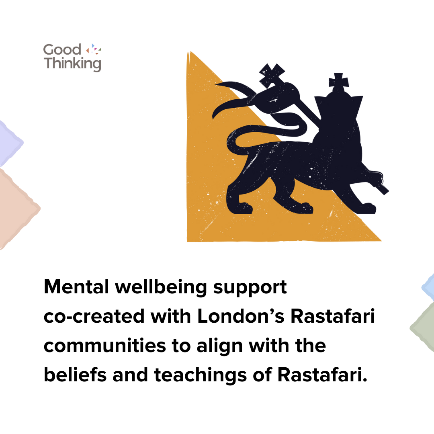 Good
Thinking
Mental wellbeing support
co-created with London's Rastafari
communities to align with the
beliefs and teachings of Rastafari.